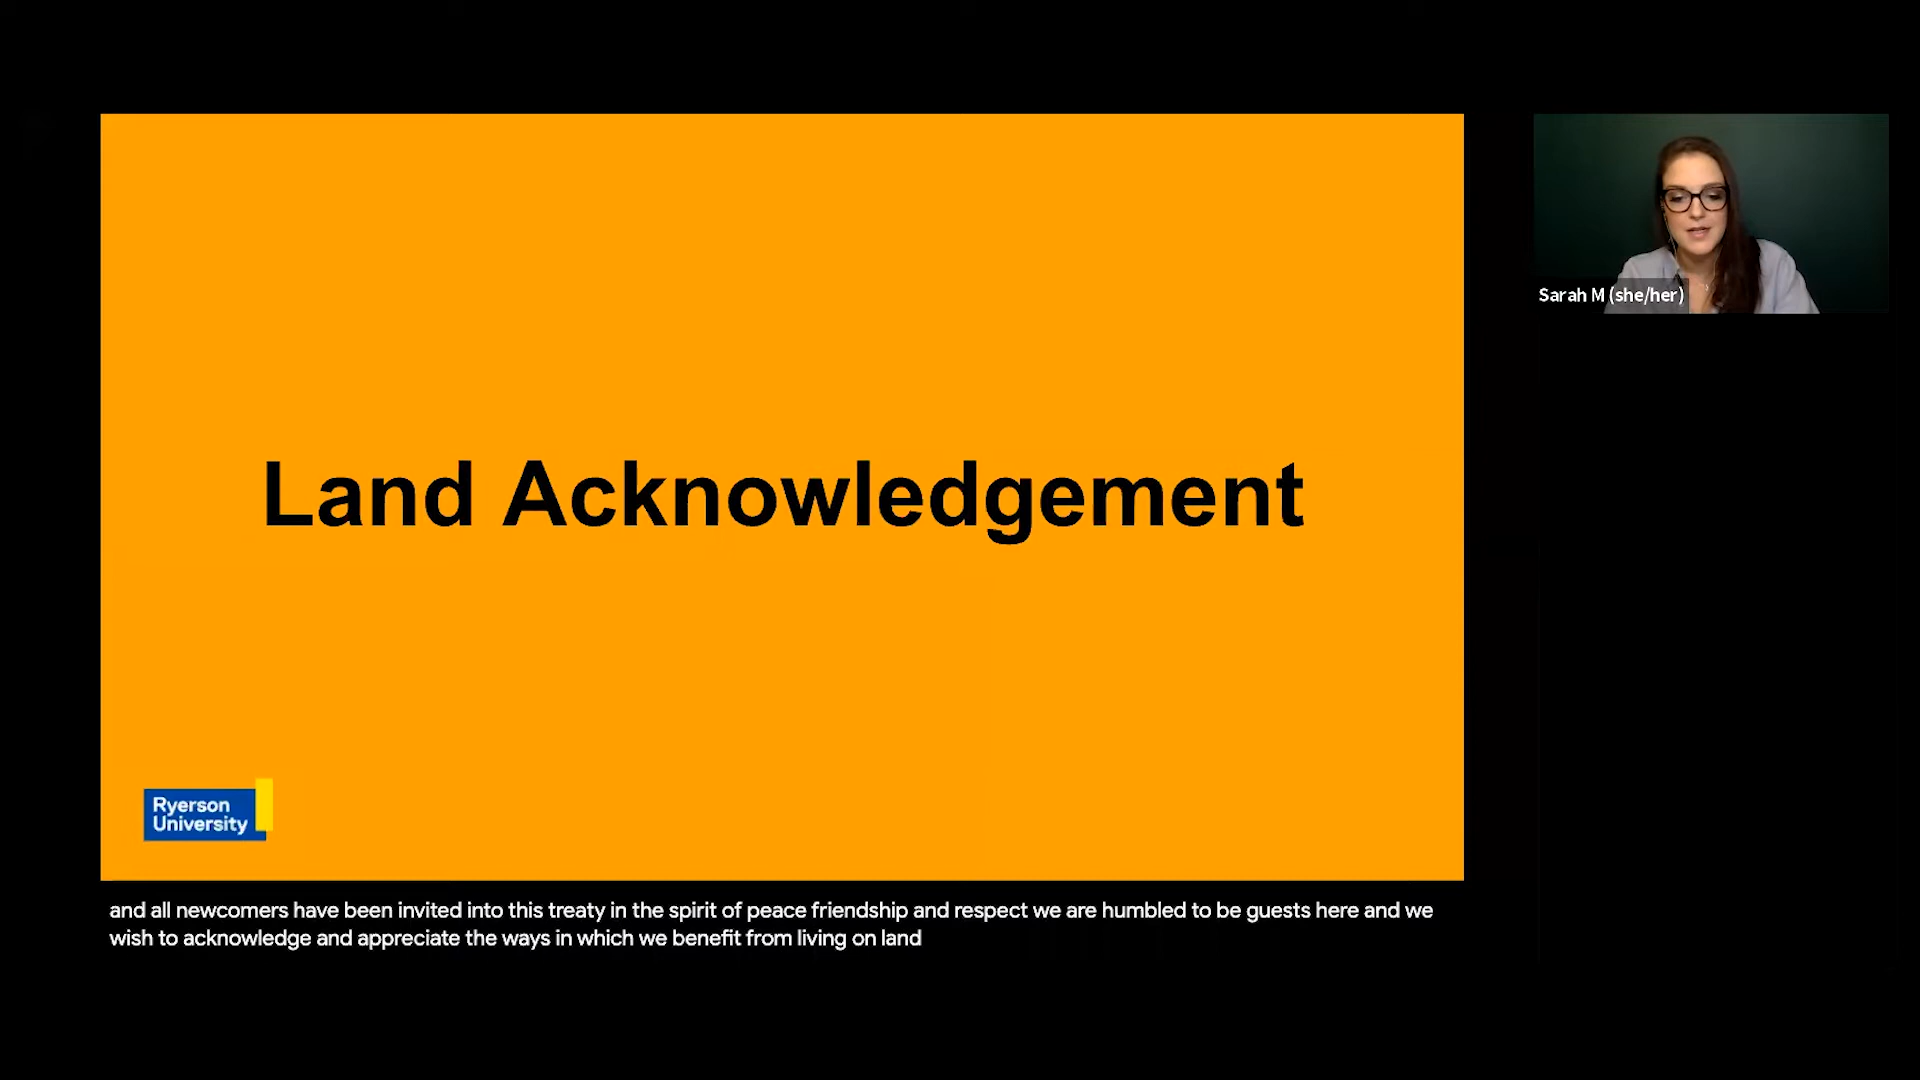 Land Acknowledgement
Sarah M (she/her)
Ryerson
University
and all newcomers have been invited into this treaty in the spirit of peace friendship and respect we are humbled to be guests here and we
wish to acknowledge and appreciate the ways in which we benefit from living on land